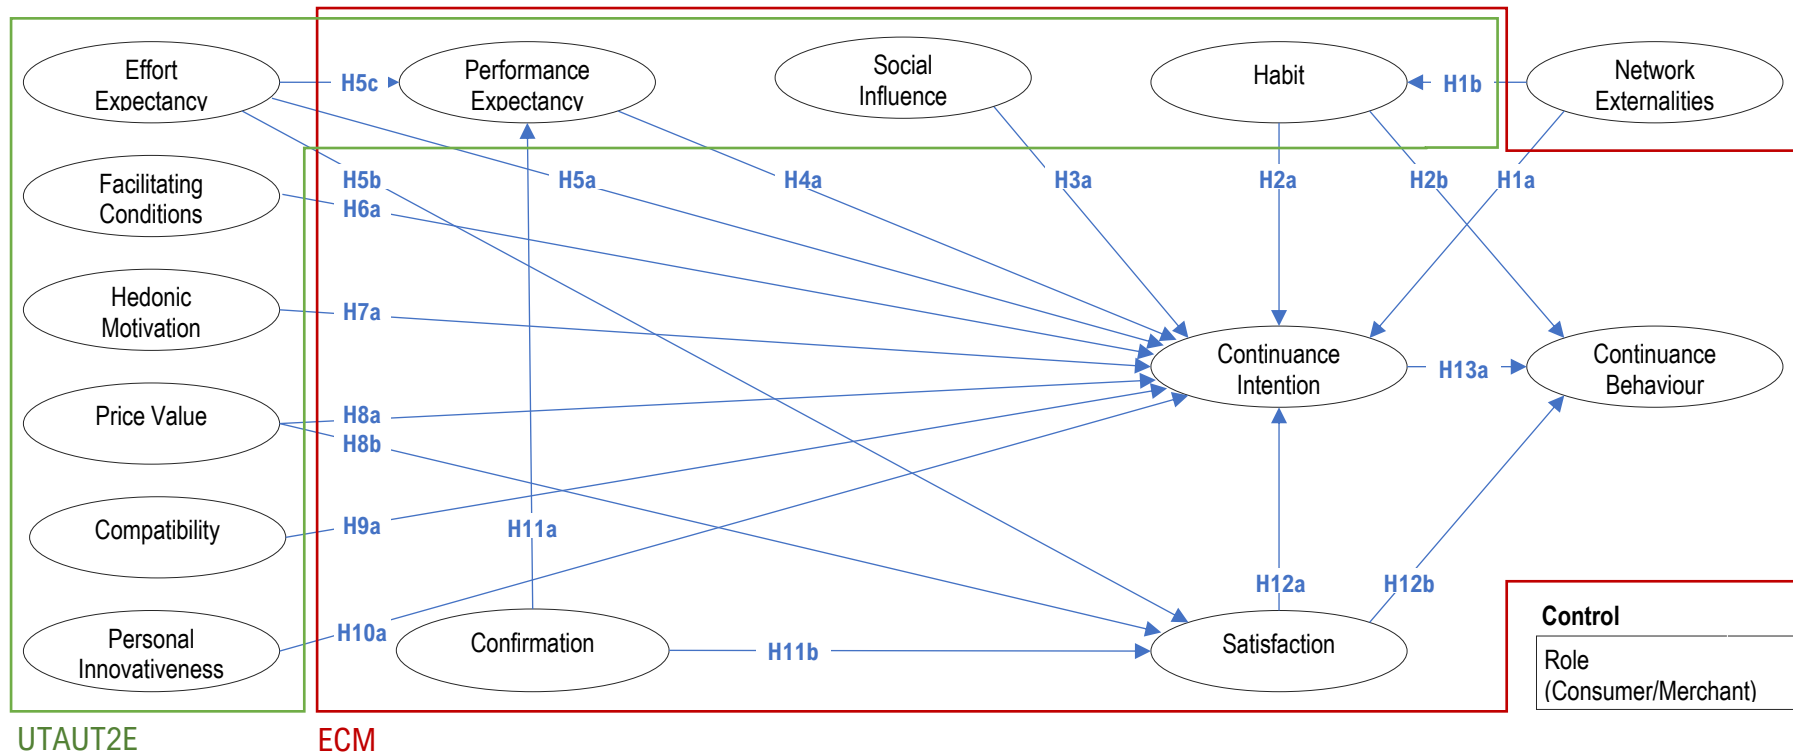 Effort
Expectancy
H5c
Performance
Expectancy
Social
Influence
Habit
H1b
Network
Externalities
H5b
H5a
H4a
H3a
H2a
H2b
H1a
Facilitating
Conditions
H6a
Hedonic
Motivation
H7a
Continuance
Intention
H13a
Continuance
Behaviour
Price Value
H8a
H8b
Compatibility
H9a
H11a
H12a
H12b
Personal
Innovativeness
H10a
Confirmation
H11b
Satisfaction
Control
Role
(Consumer/Merchant)
UTAUT2E
ECM